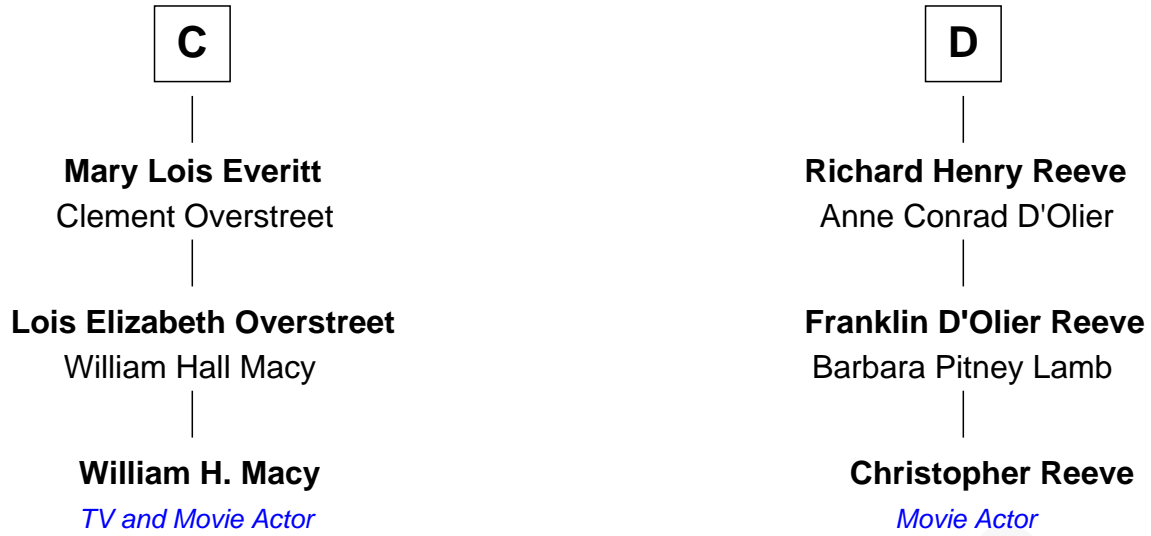 C
Mary Lois Everitt
Clement Overstreet
Lois Elizabeth Overstreet
William Hall Macy
William H. Macy
TV and Movie Actor
D
Richard Henry Reeve
Anne Conrad D'Olier
Franklin D'Olier Reeve
Barbara Pitney Lamb
Christopher Reeve
Movie Actor